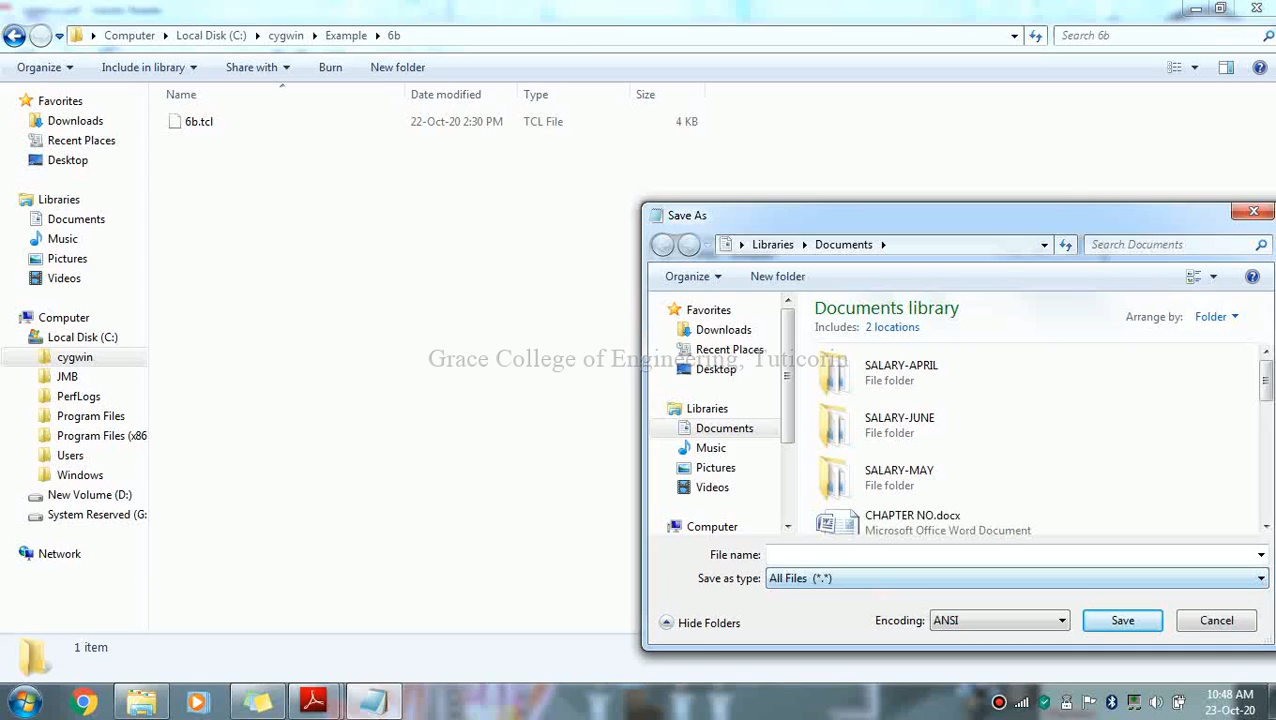 Computer Local Disk (C:) cygwin Example 6b
Search 6b
Organize Include in library Share with Burn New folder
Name Date modified Type Size
6b.tcl 22-Oct-20 2:30 PM TCL File 4 KB
Favorites
Downloads
Recent Places
Desktop
Libraries
Documents
Music
Pictures
Videos
Computer
Local Disk (C:)
cygwin
JMB
PerfLogs
Program Files
Program Files (x86
Users
Windows
New Volume (D:)
System Reserved (G:
Network
1 item
Save As
Libraries Documents
Search Documents
Organize New folder
Favorites
Downloads
Recent Places
Desktop
Libraries
Documents
Music
Pictures
Videos
Computer
Documents library
Includes: 2 locations
Arrange by: Folder
SALARY-APRIL
File folder
SALARY-JUNE
File folder
SALARY-MAY
File folder
CHAPTER NO.docx
Microsoft Office Word Document
File name:
Save as type: All Files (*.*)
Hide Folders
Encoding: ANSI
Save Cancel
Grace College of Engineering, Tuticorin
10:48 AM
23-Oct-20